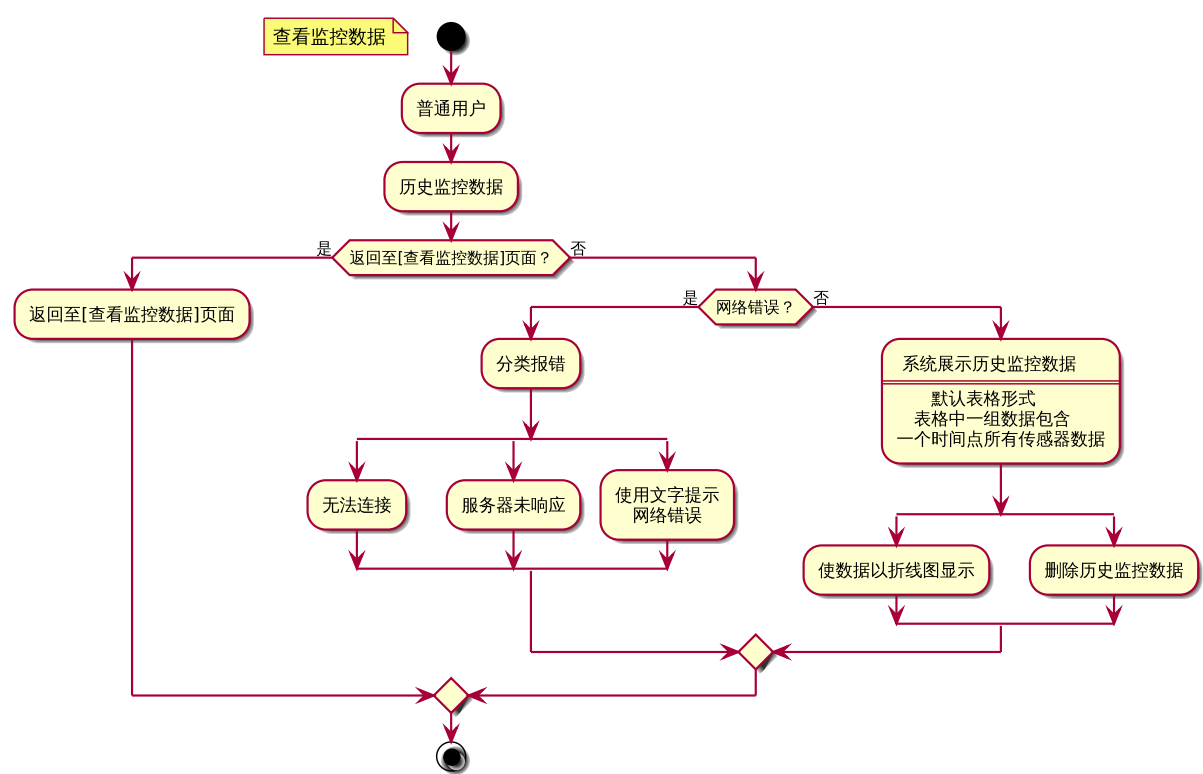 查看监控数据
普通用户
历史监控数据
是
返回至[查看监控数据]页面？
否
返回至[查看监控数据]页面
是
网络错误？
否
分类报错
系统展示历史监控数据
默认表格形式
表格中一组数据包含
一个时间点所有传感器数据
无法连接
服务器未响应
使用文字提示
网络错误
使数据以折线图显示
删除历史监控数据